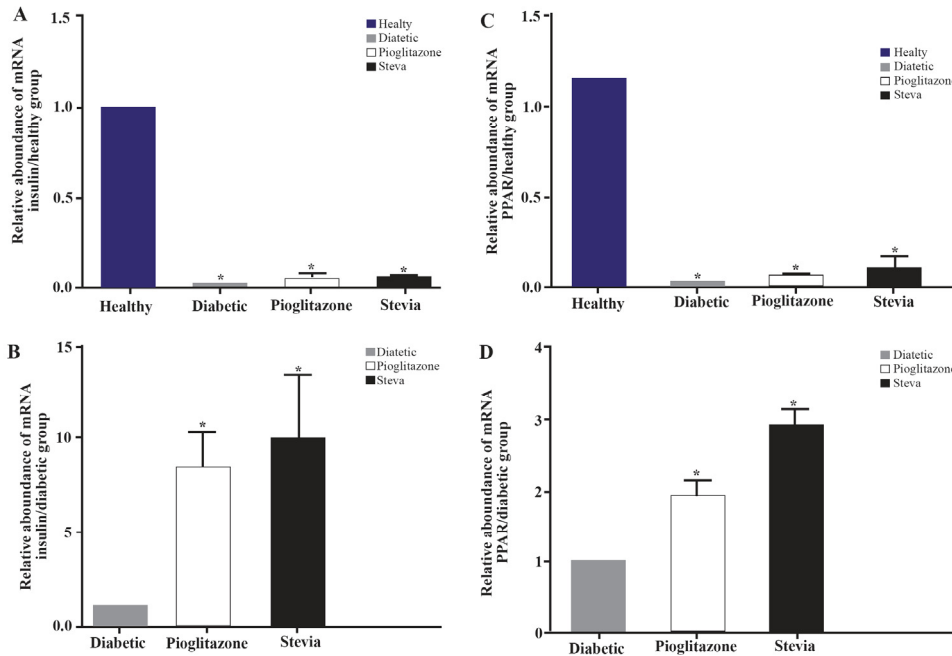 A
Relative aboundance of mRNA
insulin/healthy group
1.5
1.0
0.5
0.0
Healty
Diatetic
Pioglitazone
Steva
*
*
*
Healthy
Diabetic
Pioglitazone
Stevia
C
Relative aboundance of mRNA
PPAR/healthy group
1.5
1.0
0.5
0.0
Healty
Diatetic
Pioglitazone
Steva
*
*
*
Healthy
Diabetic
Pioglitazone
Stevia
B
Relative aboundance of mRNA
insulin/diabetic group
15
10
5
0.0
Diatetic
Pioglitazone
Steva
*
*
Diabetic
Pioglitazone
Stevia
D
Relative aboundance of mRNA
PPAR/diabetic group
4
3
2
1
0
Diatetic
Pioglitazone
Steva
*
*
Diabetic
Pioglitazone
Stevia